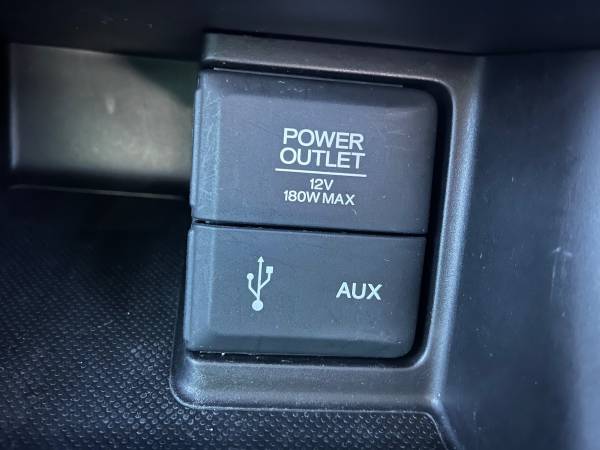 POWER
OUTLET
12V
180W MAX
AUX